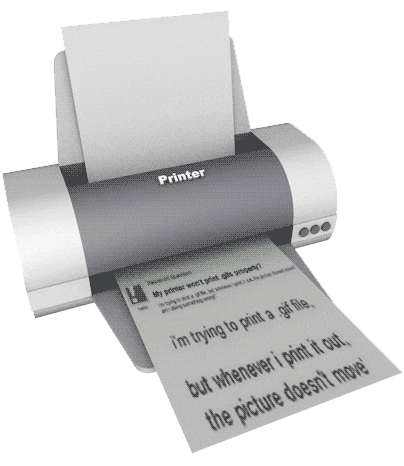 Printer
Resolved Question
My printer won't print .gifs properly?
i'm trying to print a .gif file, but whenever i print it out, the picture doesn't move
am i doing something wrong?
i'm trying to print a .gif file,
but whenever i print it out,
the picture doesn't move